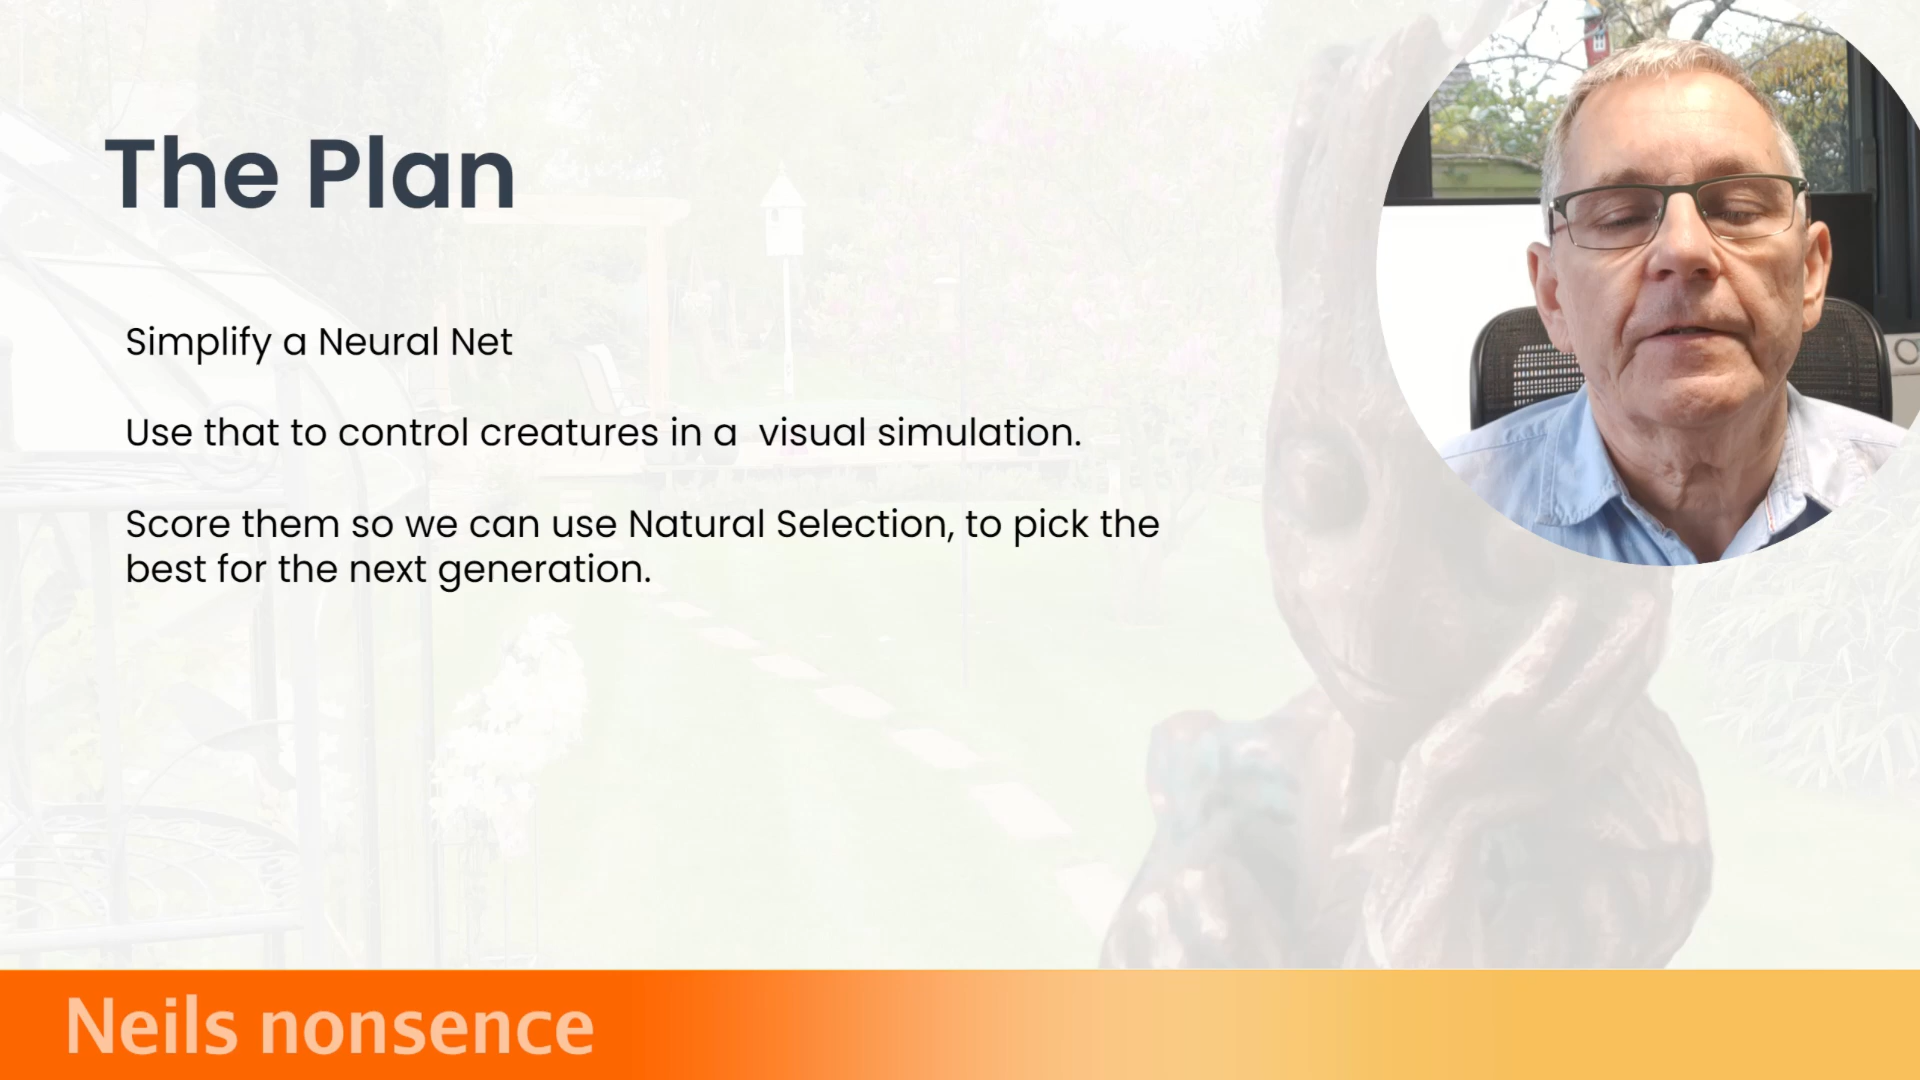 The Plan
Simplify a Neural Net
Use that to control creatures in a  visual simulation.
Score them so we can use Natural Selection, to pick the
best for the next generation.
Neils nonsence